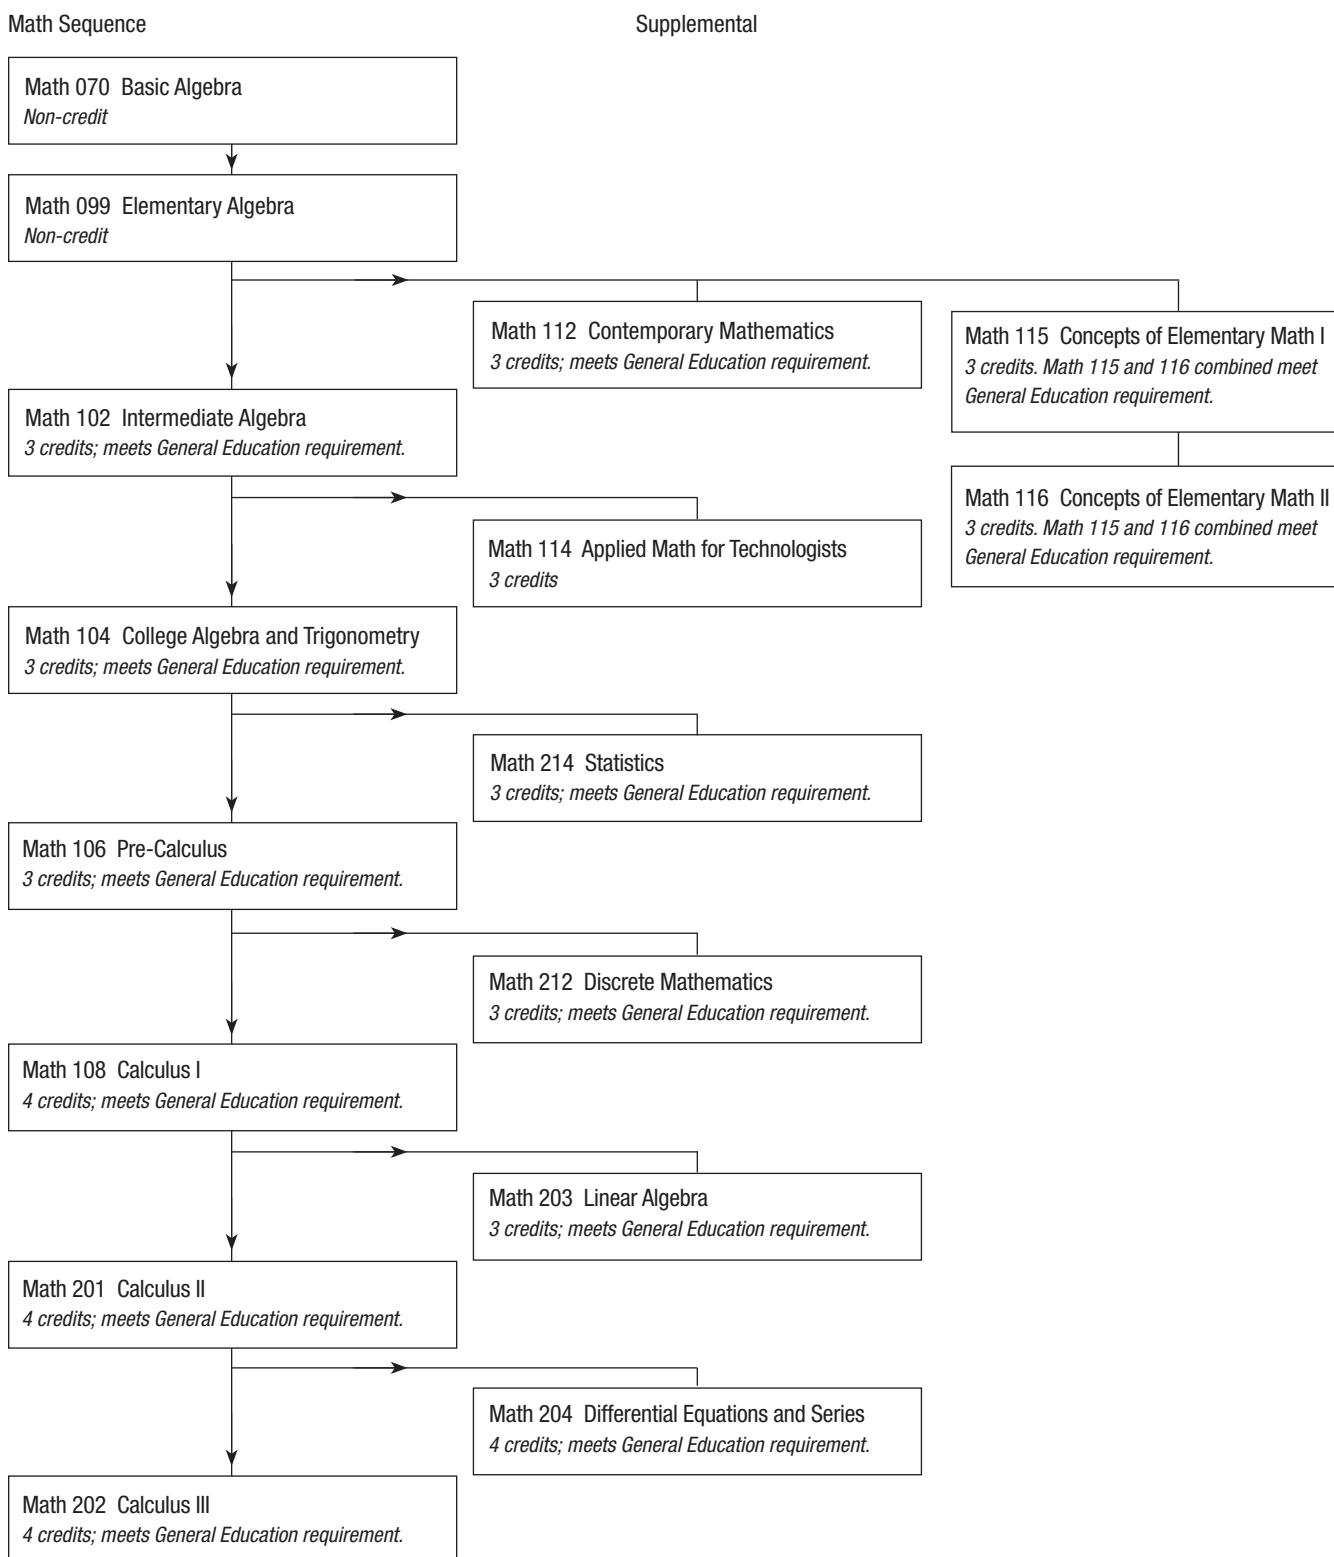 Math Sequence
Supplemental
Math 070 Basic Algebra
Non-credit
Math 099 Elementary Algebra
Non-credit
Math 112 Contemporary Mathematics
3 credits; meets General Education requirement.
Math 115 Concepts of Elementary Math I
3 credits. Math 115 and 116 combined meet
General Education requirement.
Math 102 Intermediate Algebra
3 credits; meets General Education requirement.
Math 116 Concepts of Elementary Math II
3 credits. Math 115 and 116 combined meet
General Education requirement.
Math 114 Applied Math for Technologists
3 credits
Math 104 College Algebra and Trigonometry
3 credits; meets General Education requirement.
Math 214 Statistics
3 credits; meets General Education requirement.
Math 106 Pre-Calculus
3 credits; meets General Education requirement.
Math 212 Discrete Mathematics
3 credits; meets General Education requirement.
Math 108 Calculus I
4 credits; meets General Education requirement.
Math 203 Linear Algebra
3 credits; meets General Education requirement.
Math 201 Calculus II
4 credits; meets General Education requirement.
Math 204 Differential Equations and Series
4 credits; meets General Education requirement.
Math 202 Calculus III
4 credits; meets General Education requirement.